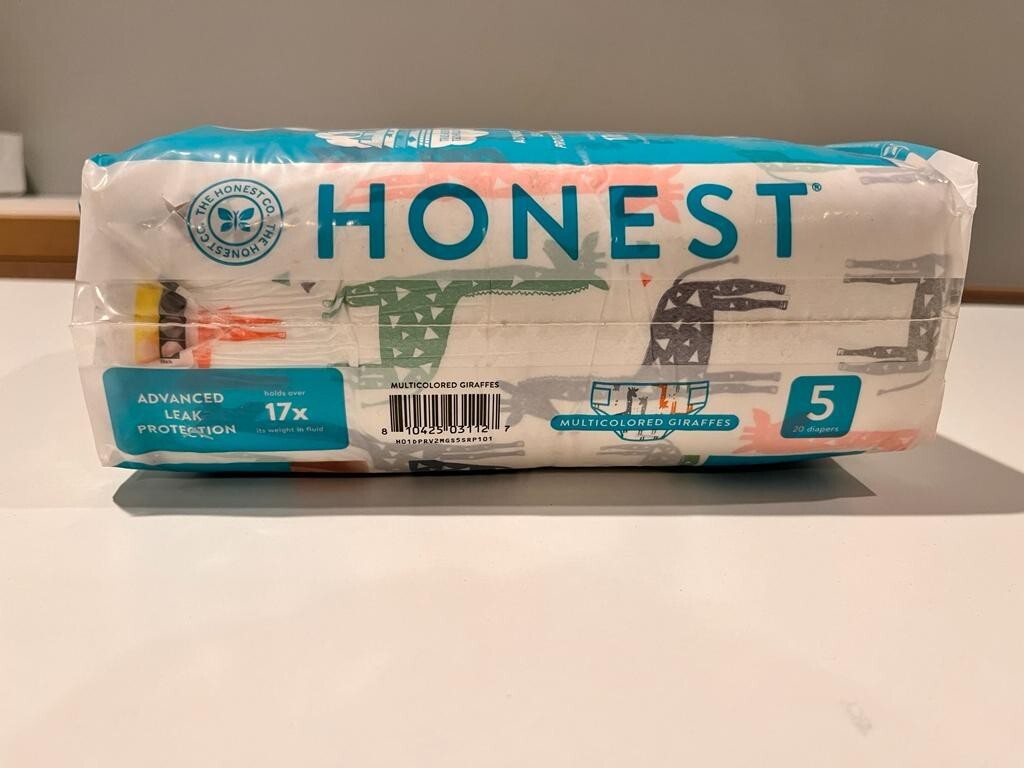 THE HONEST CO. THE HONEST CO.
HONEST®
ADVANCED
LEAK
PROTECTION
holds over
17x
its weight in fluid
MULTICOLORED GIRAFFES
8 10425 03112 7
H01DPRV2MGS5SRP101
MULTICOLORED GIRAFFES
5
20 diapers